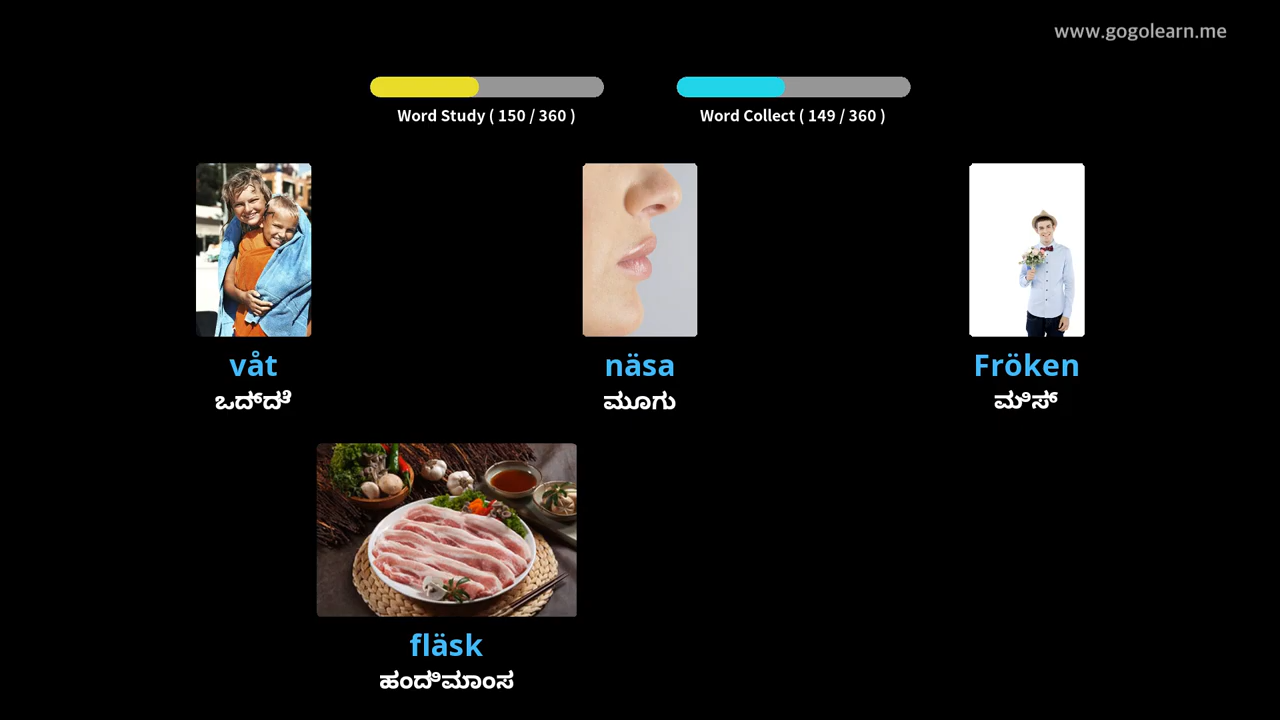 www.gogolearn.me
Word Study ( 150 / 360 )
Word Collect ( 149 / 360 )
våt
ಒದ್ದೆ
näsa
ಮೂಗು
Fröken
ಮಿಸ್
fläsk
ಹಂದಿಮಾಂಸ